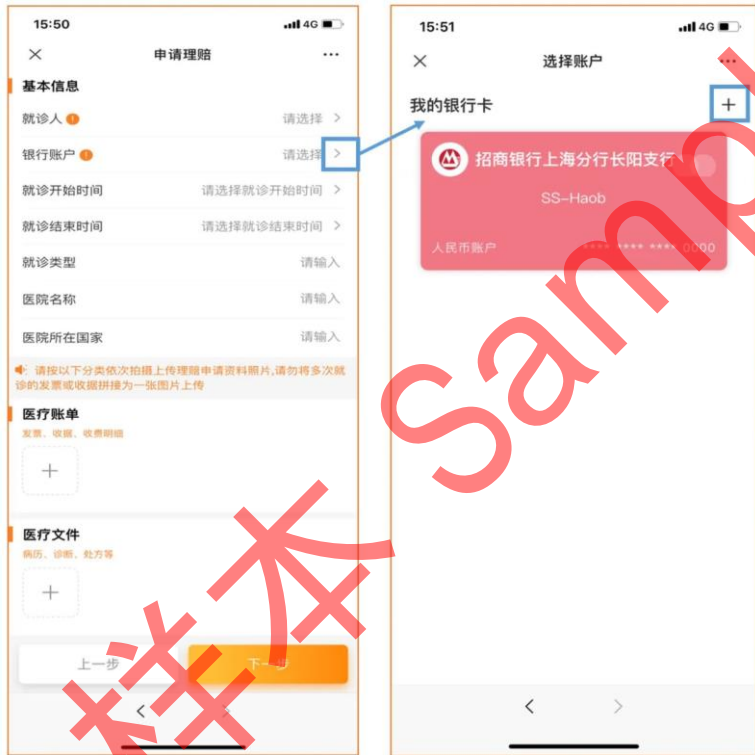 15:50
4G
申请理赔
基本信息
就诊人
请选择
银行账户
请选择
就诊开始时间
请选择就诊开始时间
就诊结束时间
请选择就诊结束时间
就诊类型
请输入
医院名称
请输入
医院所在国家
请输入
请按以下分类依次拍摄上传理赔申请资料照片,请勿将多次就
诊的发票或收据拼接为一张图片上传
医疗账单
发票、收据、收费明细
医疗文件
病历、诊断、处方等
上一步
下一步
15:51
4G
选择账户
我的银行卡
招商银行上海分行长阳支行
SS-Haob
人民币账户
**** **** **** 0000
样本 Sampl